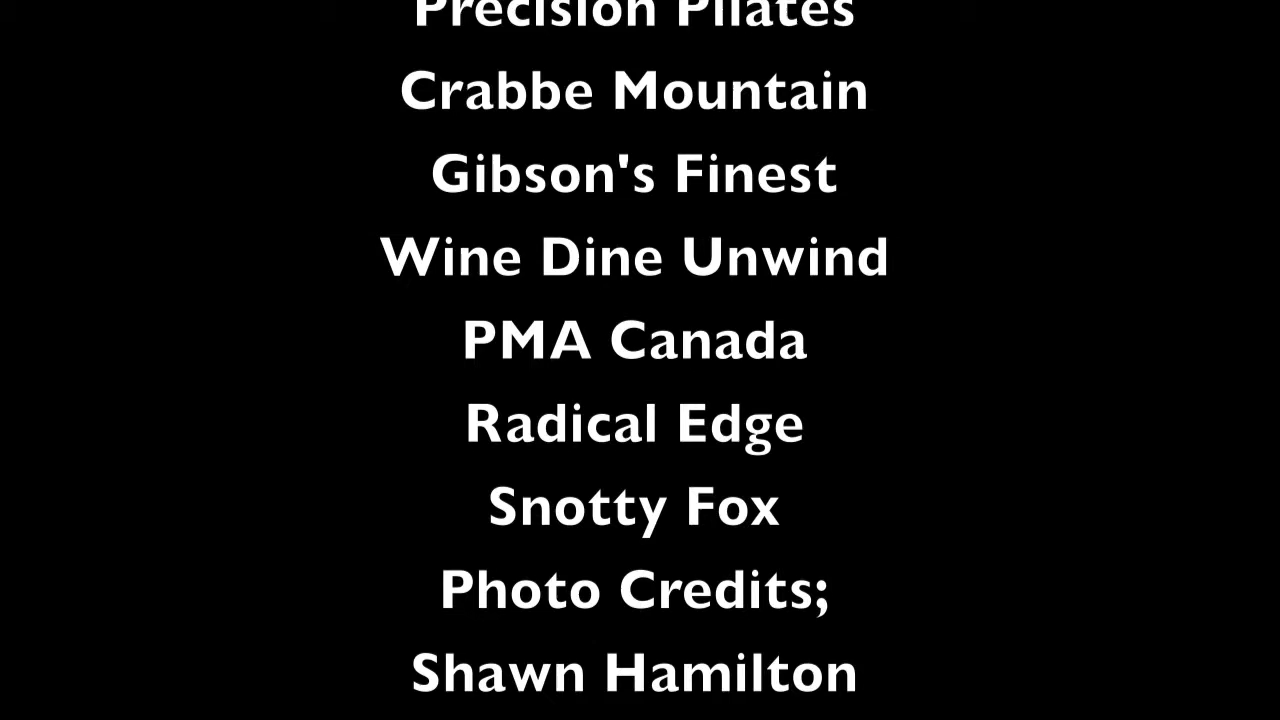 Precision Pilates
Crabbe Mountain
Gibson's Finest
Wine Dine Unwind
PMA Canada
Radical Edge
Snotty Fox
Photo Credits;
Shawn Hamilton